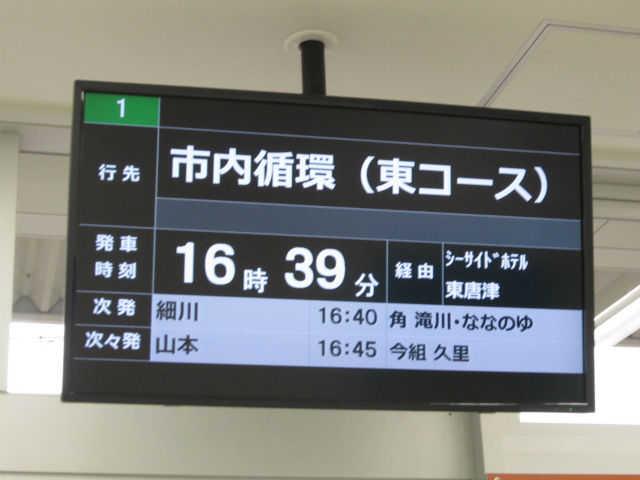 1
行先 市内循環（東コース）
発車時刻 16時39分 経由 シーサイドホテル 東唐津
次発 細川 16:40 角 滝川・ななのゆ
次々発 山本 16:45 今組 久里